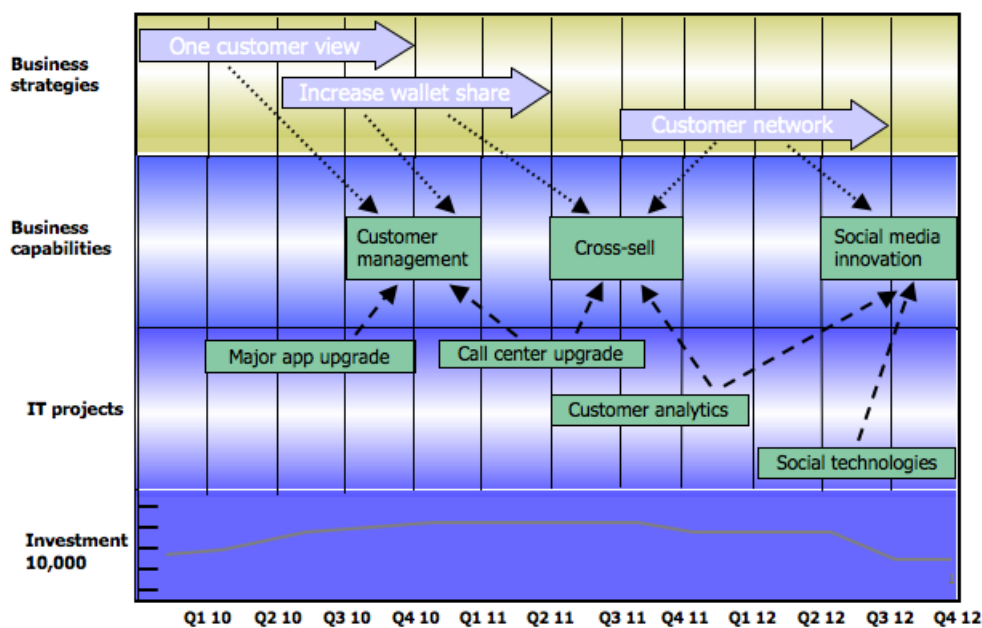 Business
strategies
One customer view
Increase wallet share
Customer network
Business
capabilities
Customer
management
Cross-sell
Social media
innovation
IT projects
Major app upgrade
Call center upgrade
Customer analytics
Social technologies
Investment
10,000
Q1 10 Q2 10 Q3 10 Q4 10 Q1 11 Q2 11 Q3 11 Q4 11 Q1 12 Q2 12 Q3 12 Q4 12